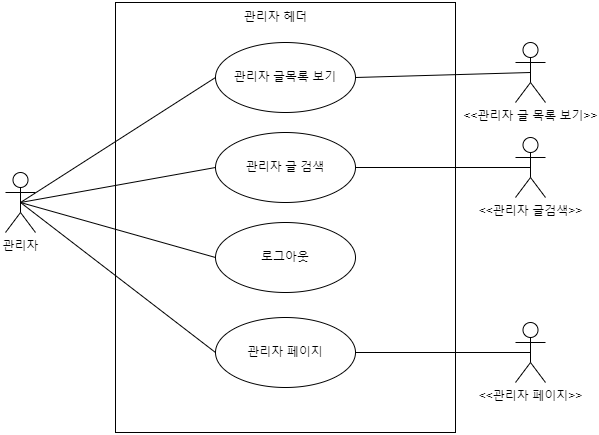 관리자 헤더
관리자 글목록 보기
<<관리자 글 목록 보기>>
관리자 글 검색
<<관리자 글검색>>
관리자
로그아웃
관리자 페이지
<<관리자 페이지>>